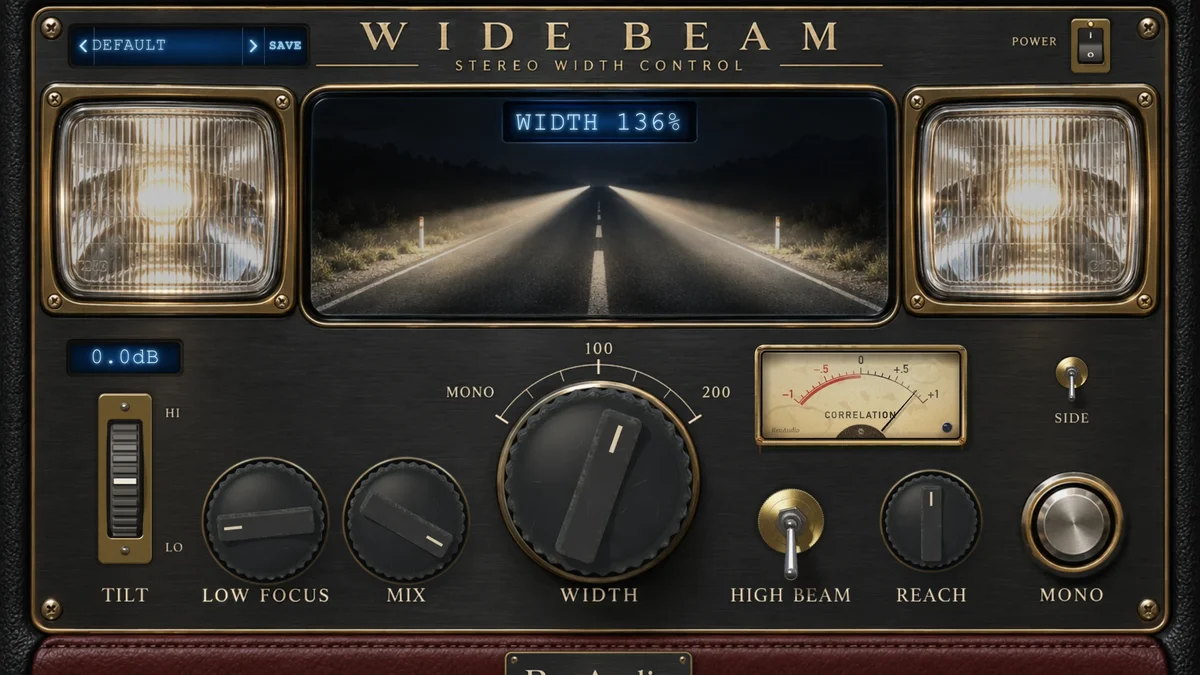 DEFAULT
SAVE
WIDE BEAM
STEREO WIDTH CONTROL
POWER
WIDTH 136%
0.0dB
HI
LO
TILT
LOW FOCUS
MIX
MONO
100
200
WIDTH
-1
-.5
0
+.5
+1
CORRELATION
SIDE
HIGH BEAM
REACH
MONO